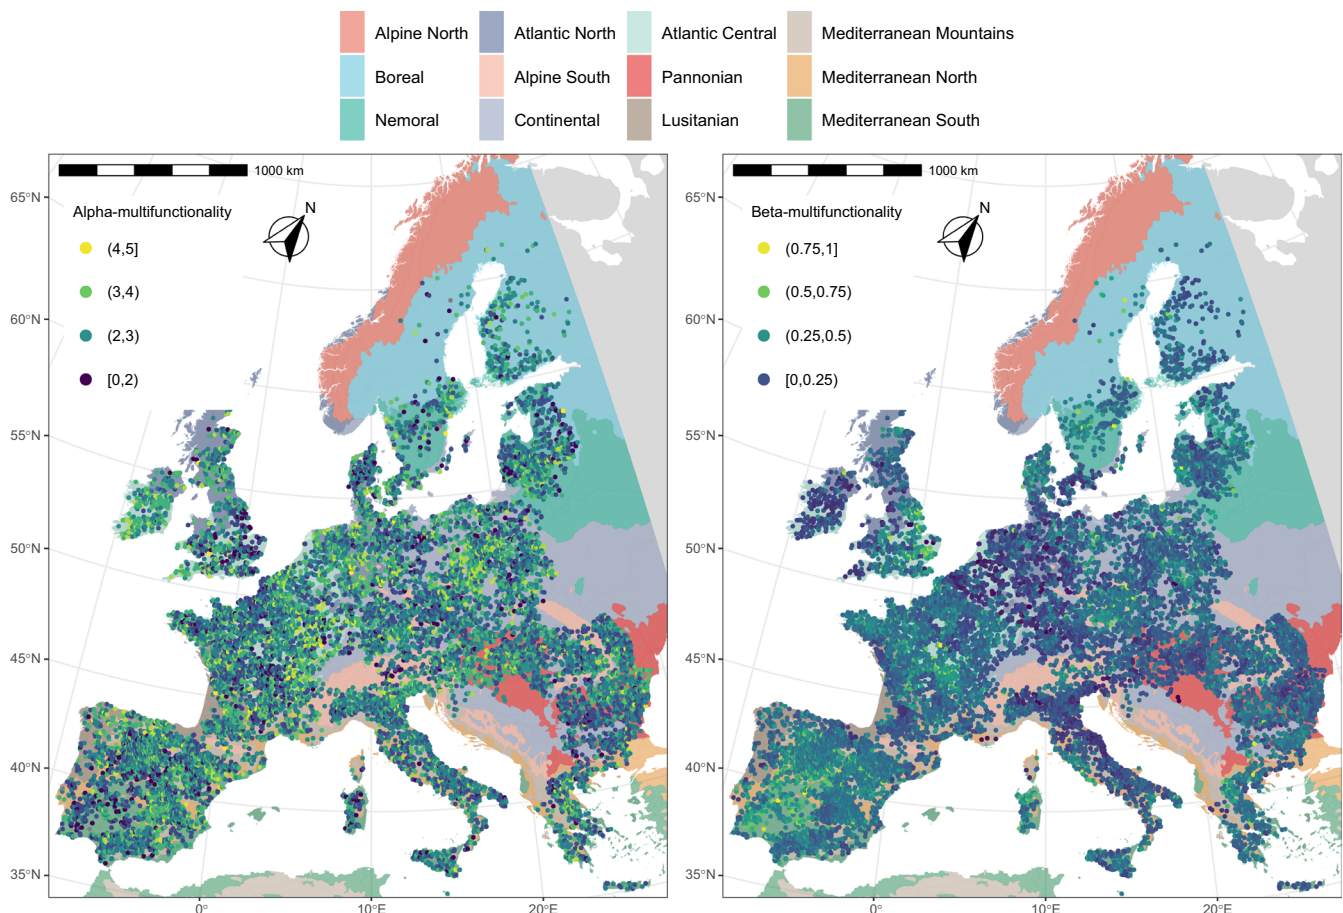 Alpine North Atlantic North Atlantic Central Mediterranean Mountains
Boreal Alpine South Pannonian Mediterranean North
Nemoral Continental Lusitanian Mediterranean South
1000 km
65°N
Alpha-multifunctionality
N
(4,5]
(3,4)
(2,3)
[0,2)
60°N
55°N
50°N
45°N
40°N
35°N
0°
10°E
20°E
1000 km
65°N
Beta-multifunctionality
N
(0.75,1]
(0.5,0.75)
(0.25,0.5)
[0,0.25)
60°N
55°N
50°N
45°N
40°N
35°N
0°
10°E
20°E